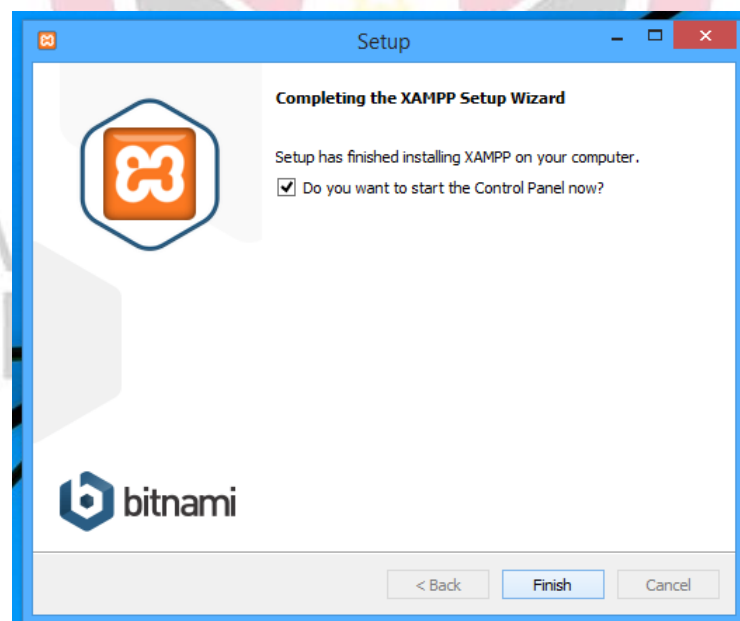 Setup
Completing the XAMPP Setup Wizard
Setup has finished installing XAMPP on your computer.
Do you want to start the Control Panel now?
bitnami
< Back
Finish
Cancel